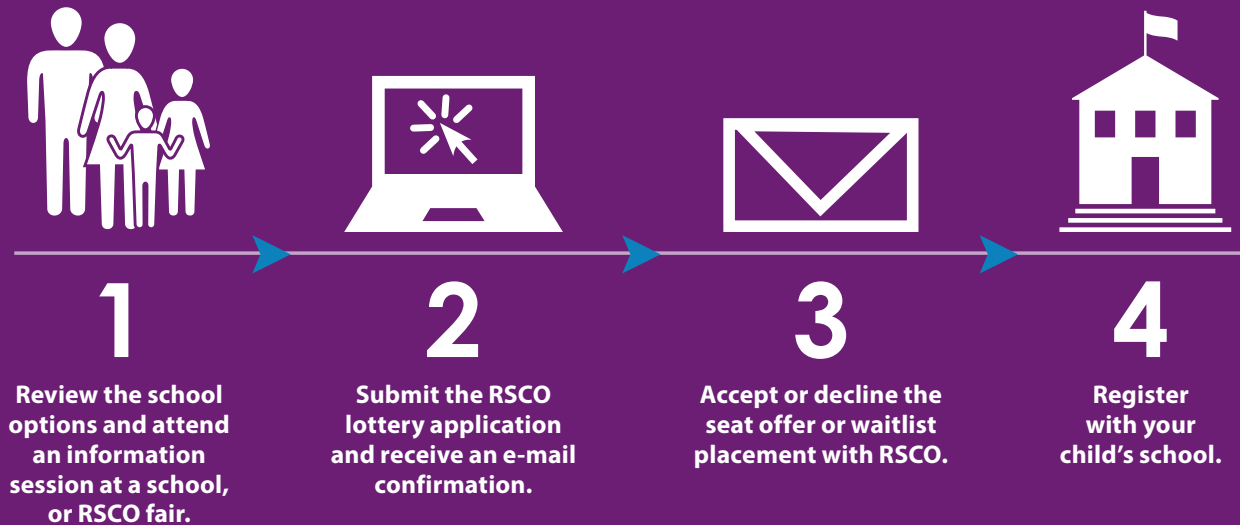 1
Review the school
options and attend
an information
session at a school,
or RSCO fair.
2
Submit the RSCO
lottery application
and receive an e-mail
confirmation.
3
Accept or decline the
seat offer or waitlist
placement with RSCO.
4
Register
with your
child’s school.